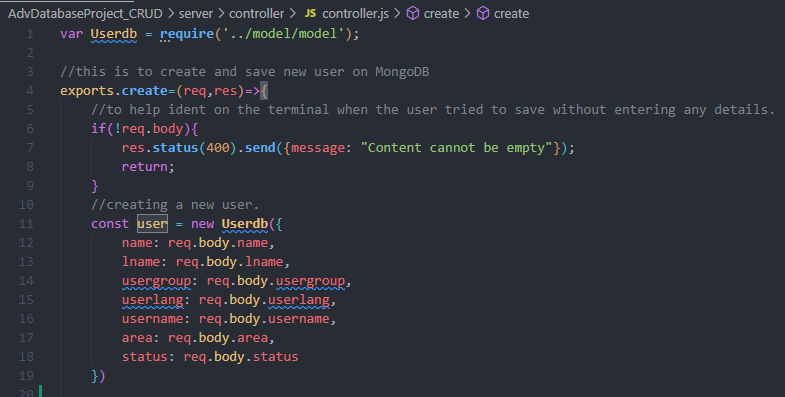 AdvDatabaseProject_CRUD > server > controller > JS controller.js > create > create
1 var Userdb = require('../model/model');
2
3 //this is to create and save new user on MongoDB
4 exports.create=(req,res)=>{
5 //to help ident on the terminal when the user tried to save without entering any details.
6 if(!req.body){
7 res.status(400).send({message: "Content cannot be empty"});
8 return;
9 }
10 //creating a new user.
11 const user = new Userdb({
12 name: req.body.name,
13 lname: req.body.lname,
14 usergroup: req.body.usergroup,
15 userlang: req.body.userlang,
16 username: req.body.username,
17 area: req.body.area,
18 status: req.body.status
19 })
20